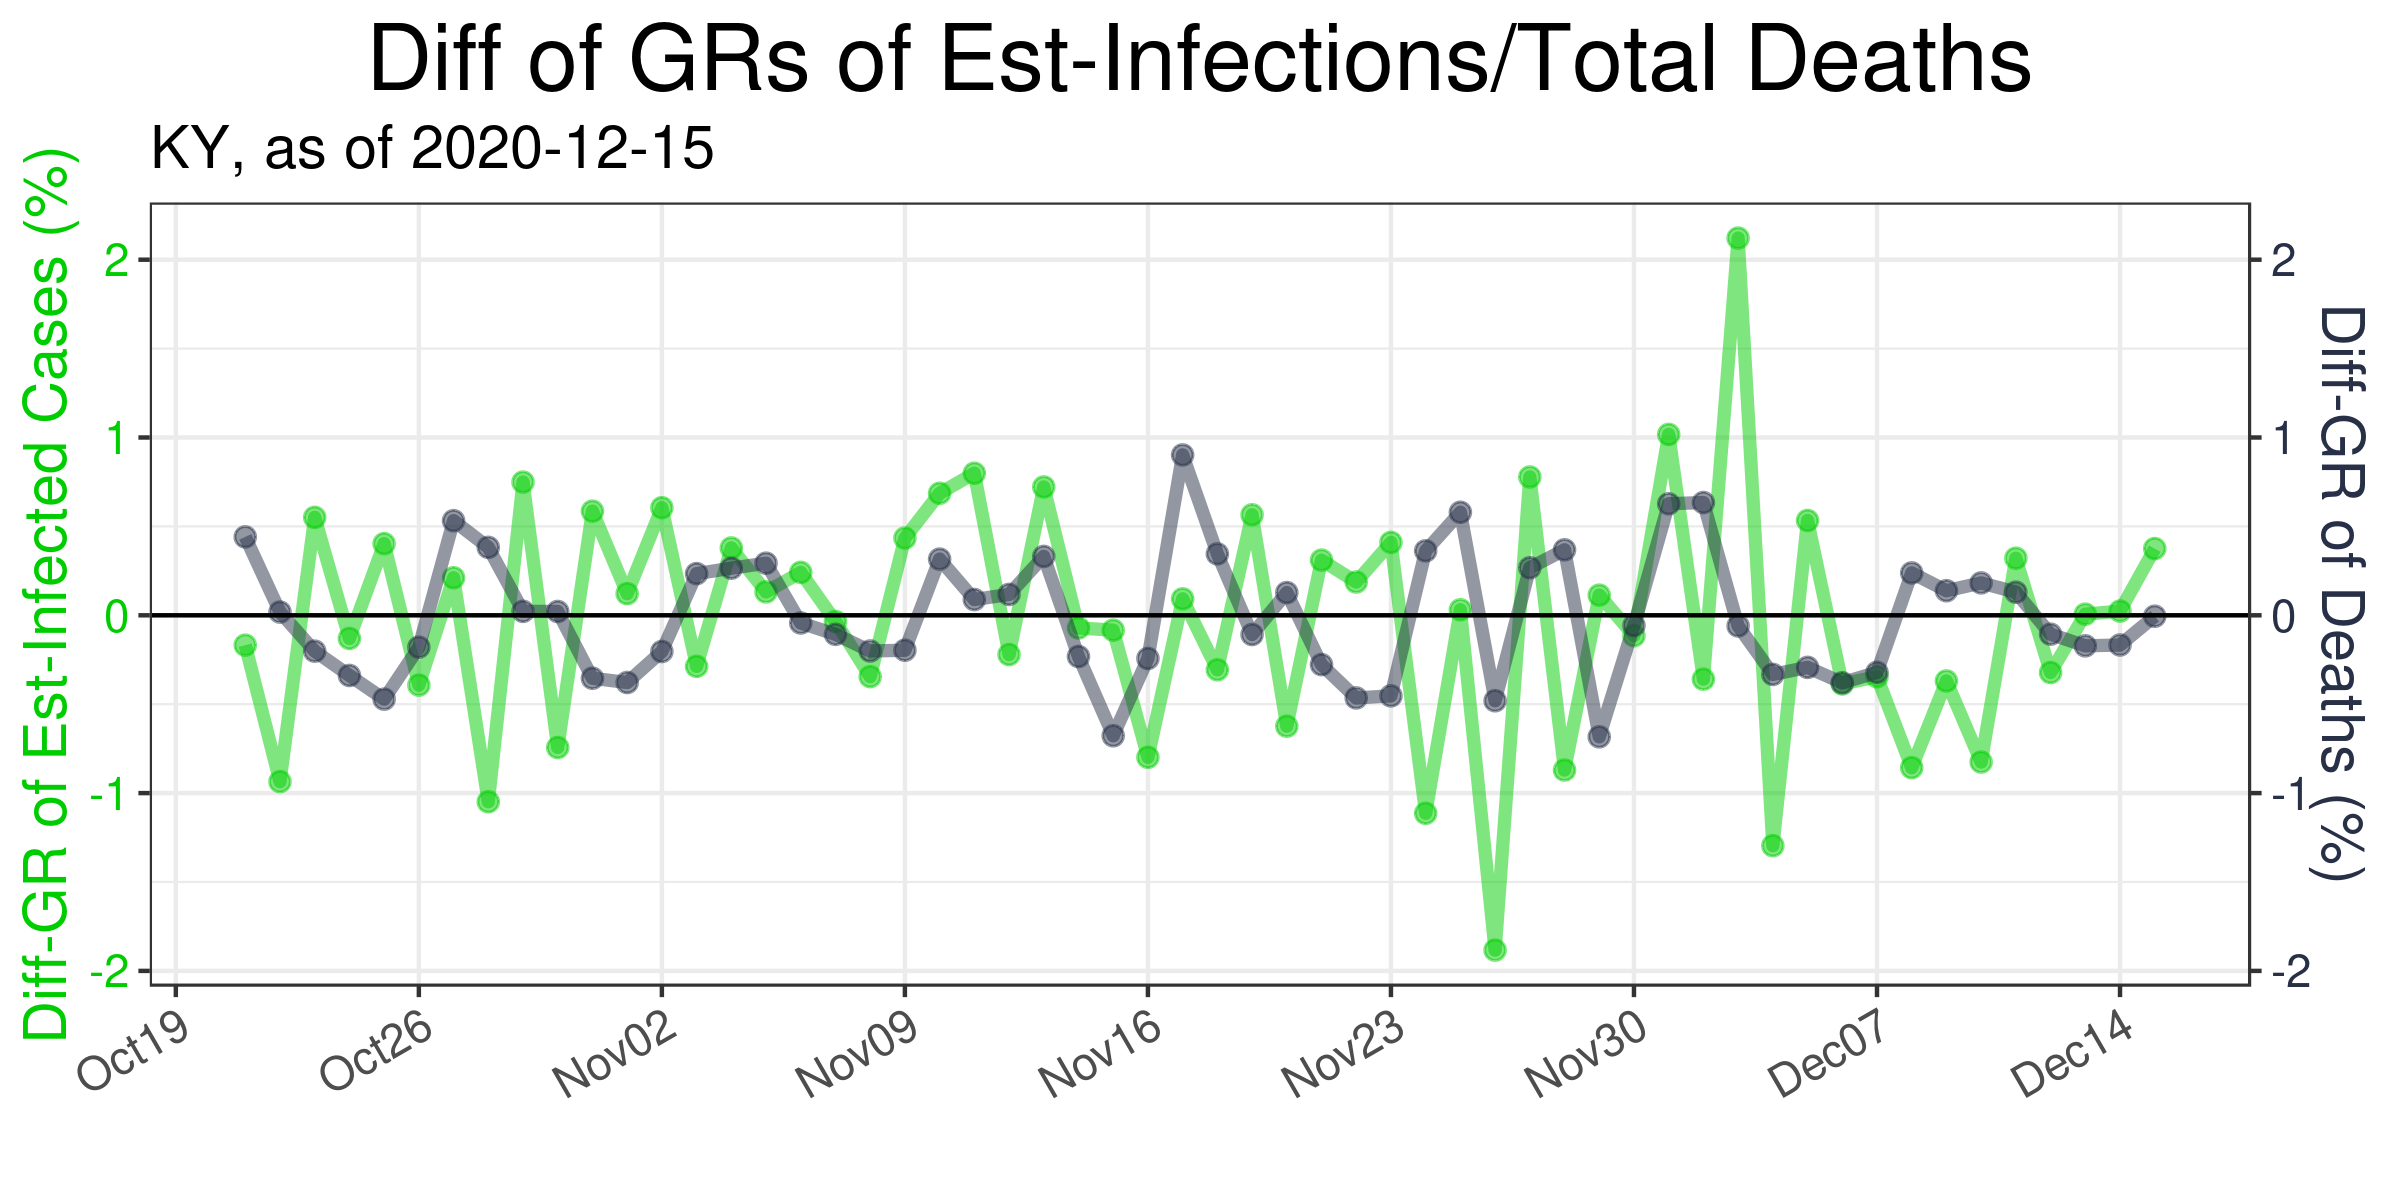 Diff of GRs of Est-Infections/Total Deaths
KY, as of 2020-12-15
Diff-GR of Est-Infected Cases (%)
2
1
0
-1
-2
2
1
0
-1
-2
Diff-GR of Deaths (%)
Oct19
Oct26
Nov02
Nov09
Nov16
Nov23
Nov30
Dec07
Dec14